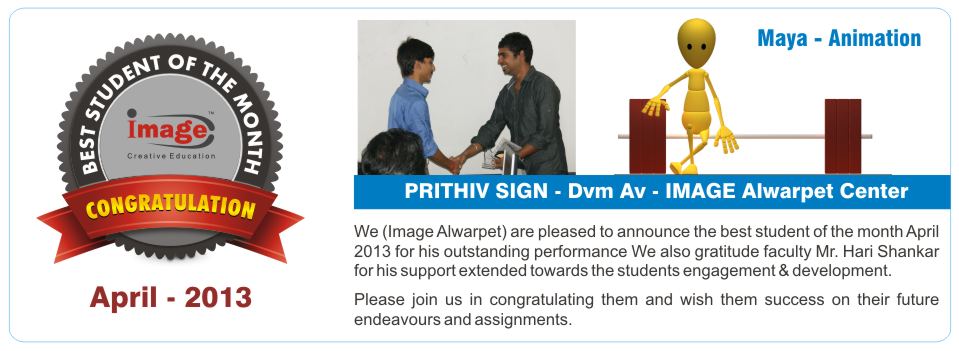 BEST STUDENT OF THE MONTH
image™
Creative Education
CONGRATULATION
April - 2013
Maya - Animation
PRITHIV SIGN - Dvm Av - IMAGE Alwarpet Center
We (Image Alwarpet) are pleased to announce the best student of the month April
2013 for his outstanding performance We also gratitude faculty Mr. Hari Shankar
for his support extended towards the students engagement & development.
Please join us in congratulating them and wish them success on their future
endeavours and assignments.